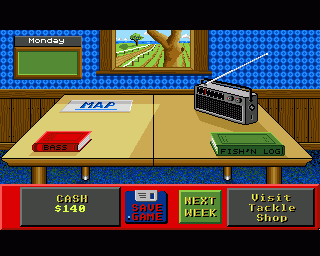 Monday
MAP
BASS
FISH'N LOG
CASH
$140
SAVE
GAME
NEXT
WEEK
Visit
Tackle
Shop